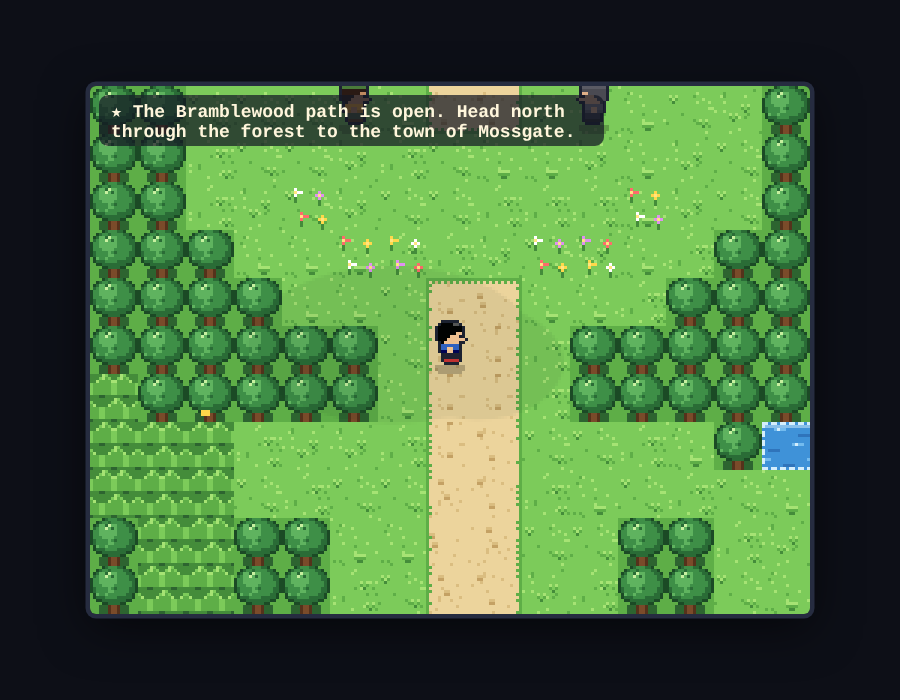 ★ The Bramblewood path is open. Head north
through the forest to the town of Mossgate.